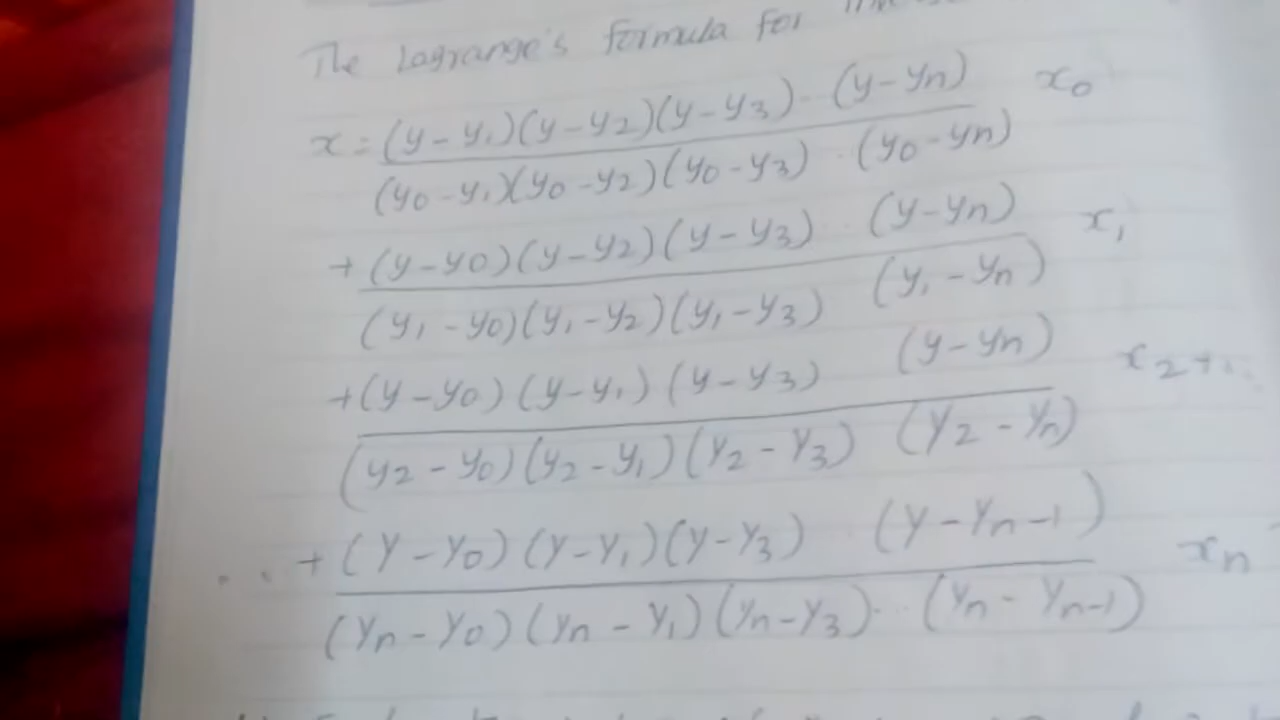 The Lagrange's formula for
x = (y - y₁)(y - y₂)(y - y₃) . (y - yn) x₀
(y₀ - y₁)(y₀ - y₂)(y₀ - y₃) . (y₀ - yn)
+ (y - y₀)(y - y₂)(y - y₃) . (y - yn) x₁
(y₁ - y₀)(y₁ - y₂)(y₁ - y₃) (y₁ - yn)
+ (y - y₀)(y - y₁)(y - y₃) (y - yn) x₂ + ..
(y₂ - y₀)(y₂ - y₁)(y₂ - y₃) (y₂ - yn)
. . + (y - y₀)(y - y₁)(y - y₃) . (y - yn-1) xn
(yn - y₀)(yn - y₁)(yn - y₃) . . (yn - yn-1)